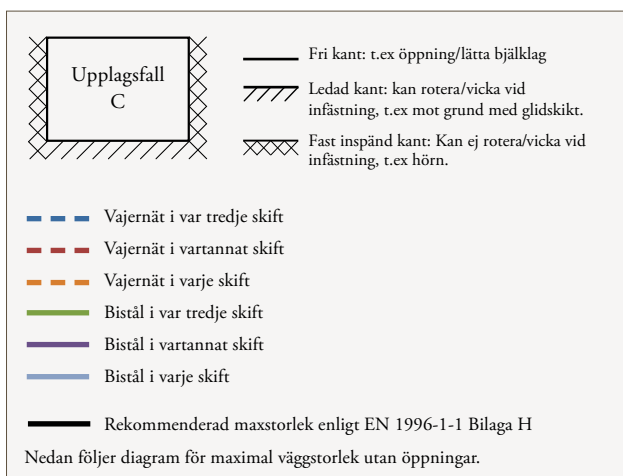 Upplagsfall
C
Fri kant: t.ex öppning/lätta bjälklag
Ledad kant: kan rotera/vicka vid
infästning, t.ex mot grund med glidskikt.
Fast inspänd kant: Kan ej rotera/vicka vid
infästning, t.ex hörn.
Vajernät i var tredje skift
Vajernät i vartannat skift
Vajernät i varje skift
Bistål i var tredje skift
Bistål i vartannat skift
Bistål i varje skift
Rekommenderad maxstorlek enligt EN 1996-1-1 Bilaga H
Nedan följer diagram för maximal väggstorlek utan öppningar.